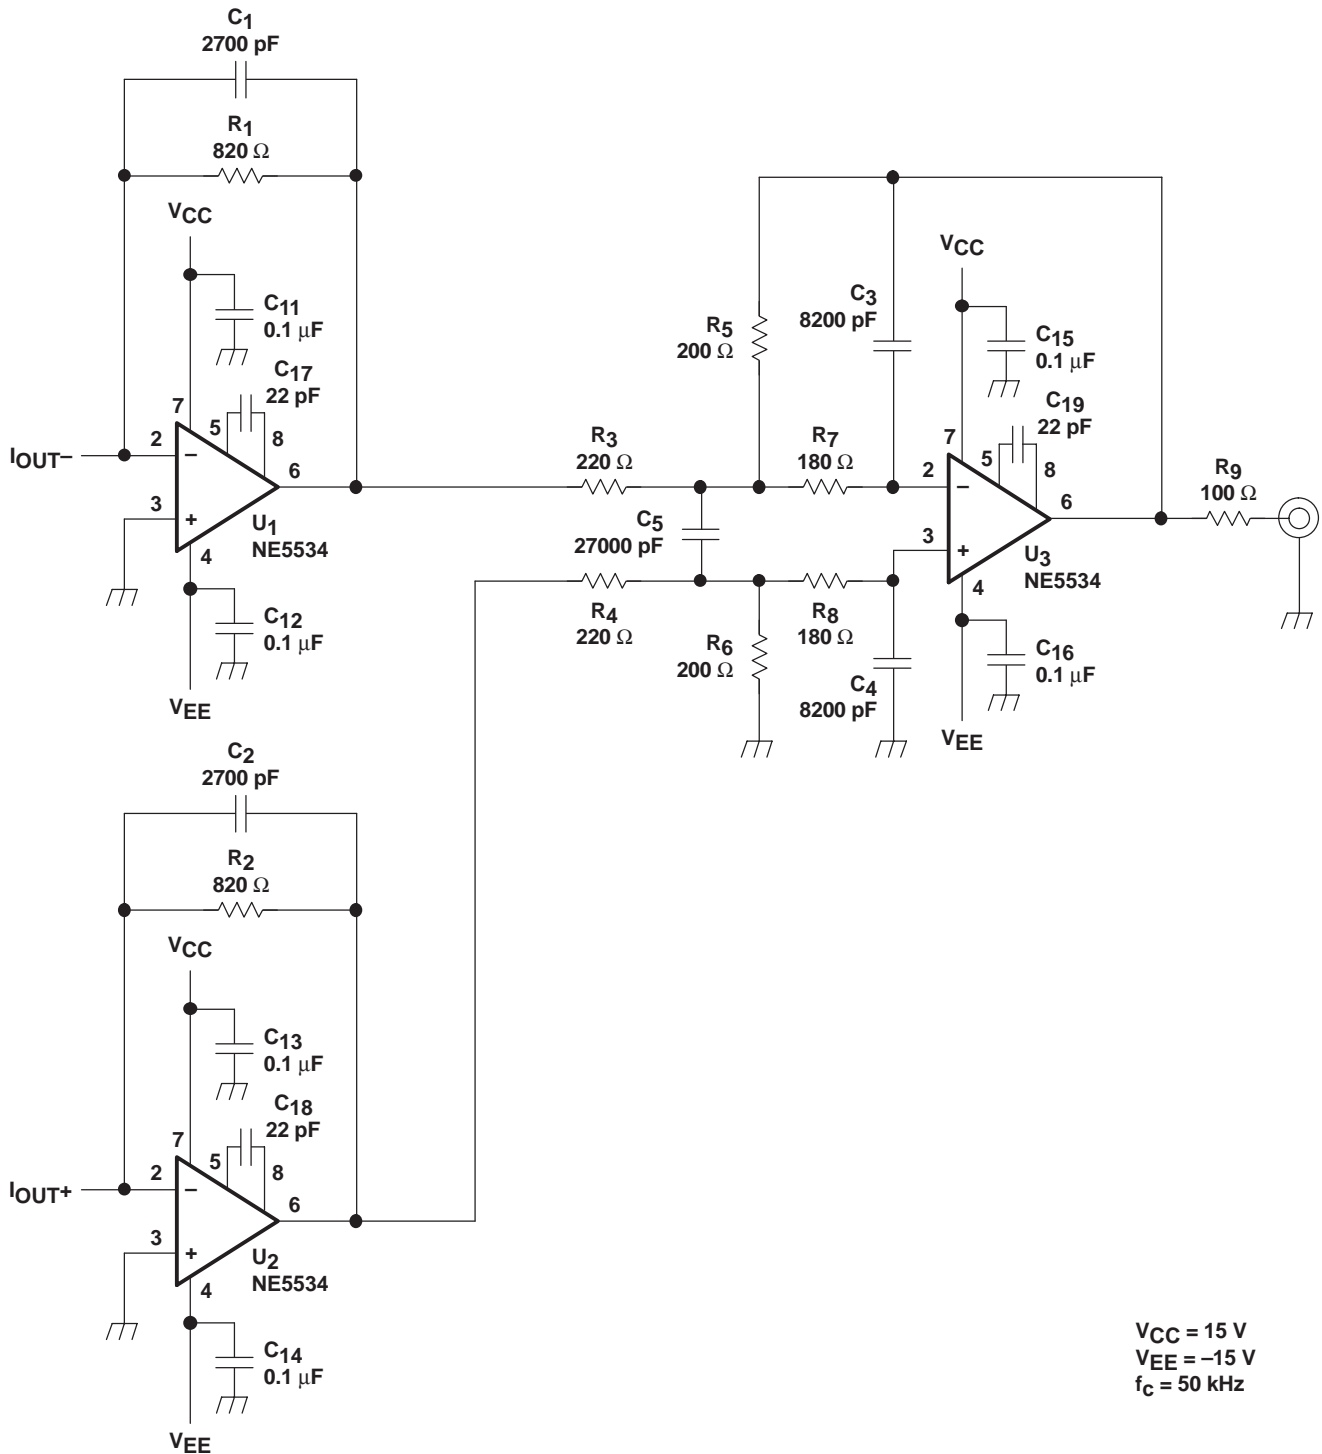 C1
2700 pF
R1
820 Ω
VCC
C11
0.1 μF
C17
22 pF
7
5
8
2
IOUT–
–
6
3
+
U1
NE5534
4
C12
0.1 μF
VEE
R3
220 Ω
R5
200 Ω
C3
8200 pF
R7
180 Ω
C5
27000 pF
R4
220 Ω
R6
200 Ω
R8
180 Ω
C4
8200 pF
VCC
C15
0.1 μF
C19
22 pF
7
5
8
2
–
6
3
+
U3
NE5534
4
C16
0.1 μF
VEE
R9
100 Ω
C2
2700 pF
R2
820 Ω
VCC
C13
0.1 μF
C18
22 pF
7
5
8
2
IOUT+
–
6
3
+
U2
NE5534
4
C14
0.1 μF
VEE
VCC = 15 V
VEE = –15 V
fC = 50 kHz